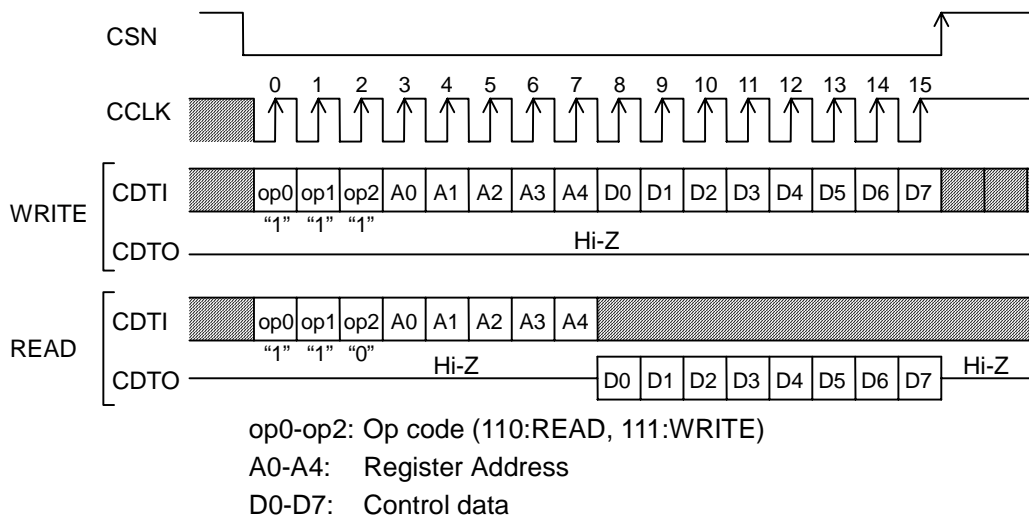 CSN
0 1 2 3 4 5 6 7 8 9 10 11 12 13 14 15
CCLK
WRITE
CDTI op0 op1 op2 A0 A1 A2 A3 A4 D0 D1 D2 D3 D4 D5 D6 D7
“1” “1” “1”
Hi-Z
CDTO
READ
CDTI op0 op1 op2 A0 A1 A2 A3 A4
“1” “1” “0”
Hi-Z Hi-Z
CDTO D0 D1 D2 D3 D4 D5 D6 D7
op0-op2: Op code (110:READ, 111:WRITE)
A0-A4: Register Address
D0-D7: Control data